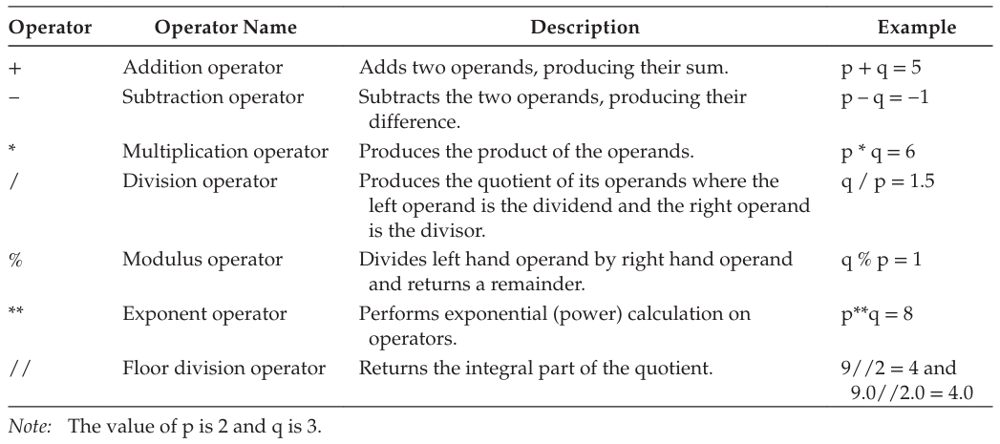 Operator Operator Name Description Example
+ Addition operator Adds two operands, producing their sum. p + q = 5
– Subtraction operator Subtracts the two operands, producing their p – q = –1
difference.
* Multiplication operator Produces the product of the operands. p * q = 6
/ Division operator Produces the quotient of its operands where the q / p = 1.5
left operand is the dividend and the right operand
is the divisor.
% Modulus operator Divides left hand operand by right hand operand q % p = 1
and returns a remainder.
** Exponent operator Performs exponential (power) calculation on p**q = 8
operators.
// Floor division operator Returns the integral part of the quotient. 9//2 = 4 and
9.0//2.0 = 4.0
Note: The value of p is 2 and q is 3.